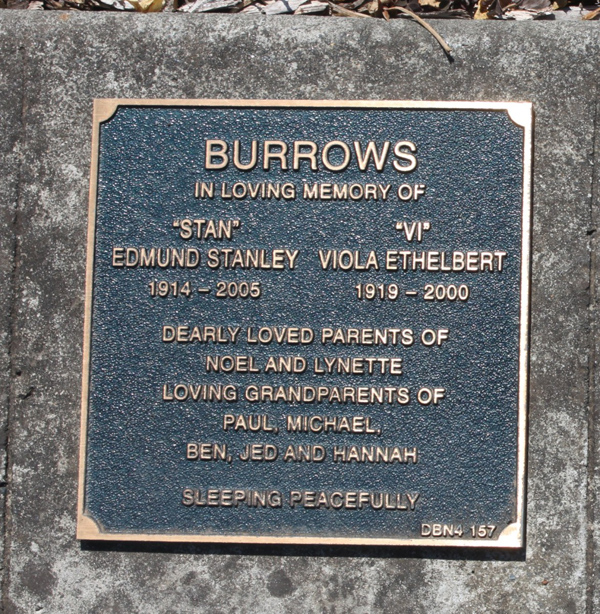 BURROWS
IN LOVING MEMORY OF
"STAN" "VI"
EDMUND STANLEY VIOLA ETHELBERT
1914 - 2005 1919 - 2000
DEARLY LOVED PARENTS OF
NOEL AND LYNETTE
LOVING GRANDPARENTS OF
PAUL, MICHAEL,
BEN, JED AND HANNAH
SLEEPING PEACEFULLY
DBN4 157